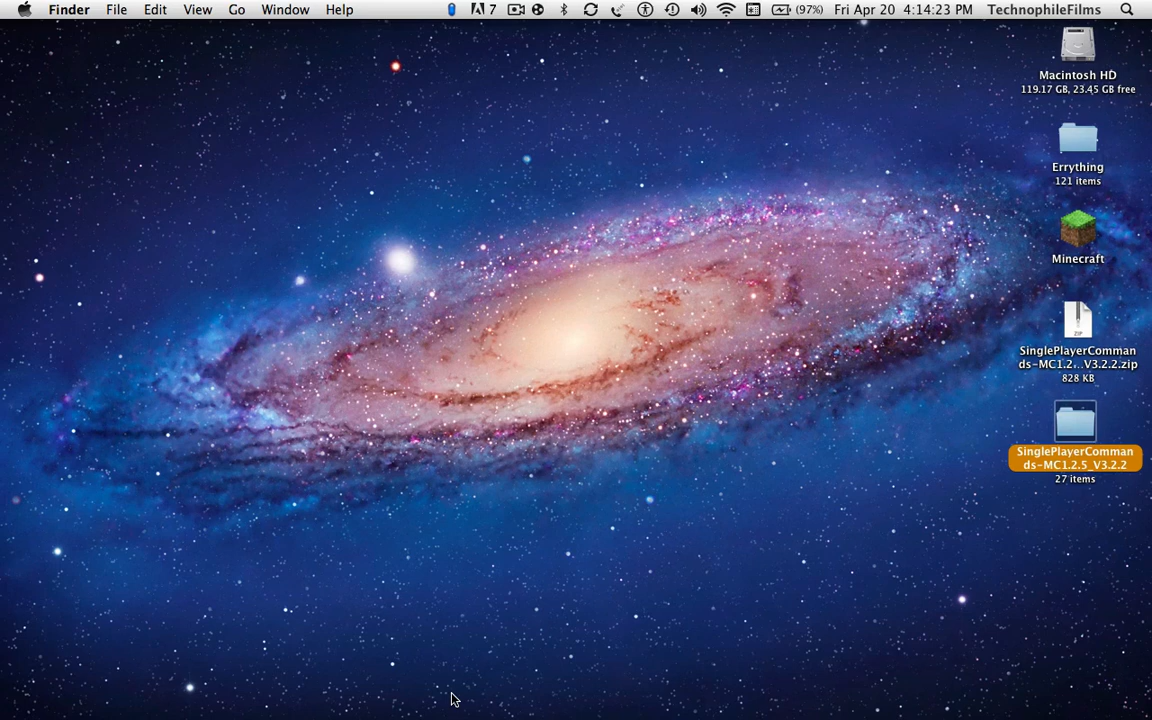 Finder File Edit View Go Window Help 7 (97%) Fri Apr 20 4:14:23 PM TechnophileFilms
Macintosh HD
119.17 GB, 23.45 GB free
Errything
121 items
Minecraft
ZIP
SinglePlayerComman
ds-MC1.2...V3.2.2.zip
828 KB
SinglePlayerComman
ds-MC1.2.5_V3.2.2
27 items